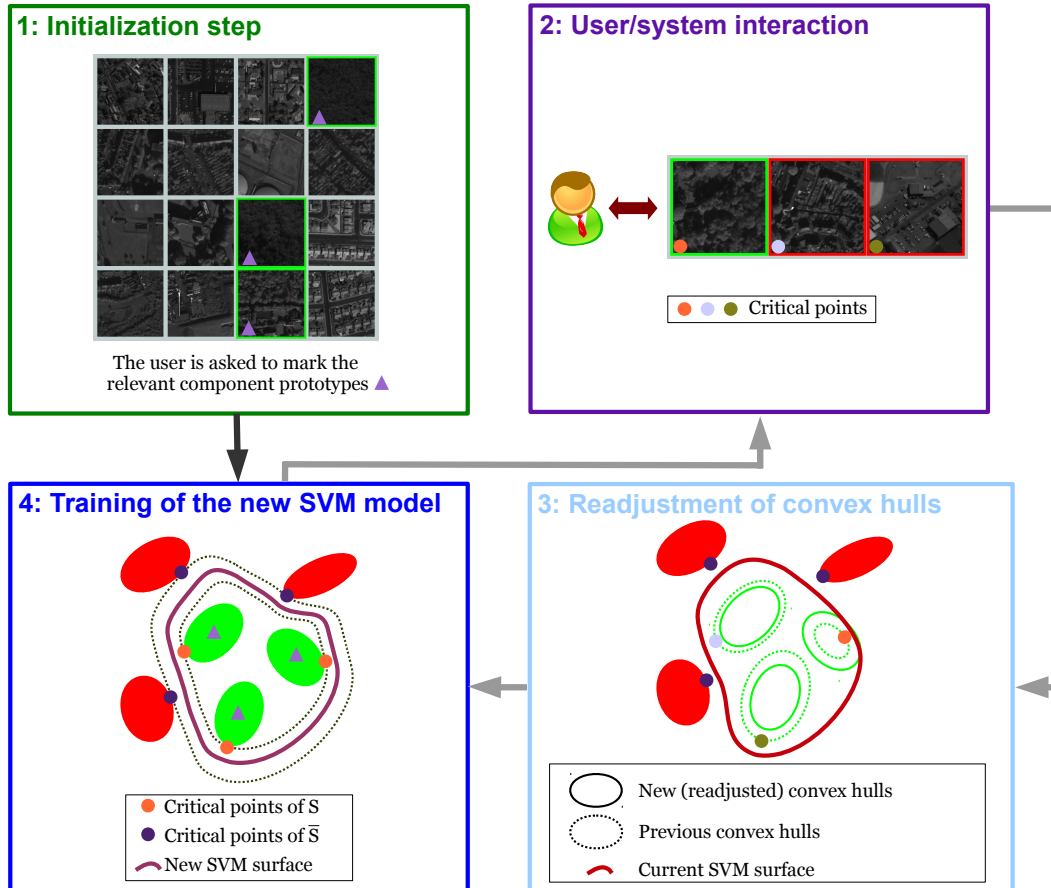 1: Initialization step
The user is asked to mark the
relevant component prototypes
2: User/system interaction
Critical points
4: Training of the new SVM model
Critical points of S
Critical points of S̅
New SVM surface
3: Readjustment of convex hulls
New (readjusted) convex hulls
Previous convex hulls
Current SVM surface